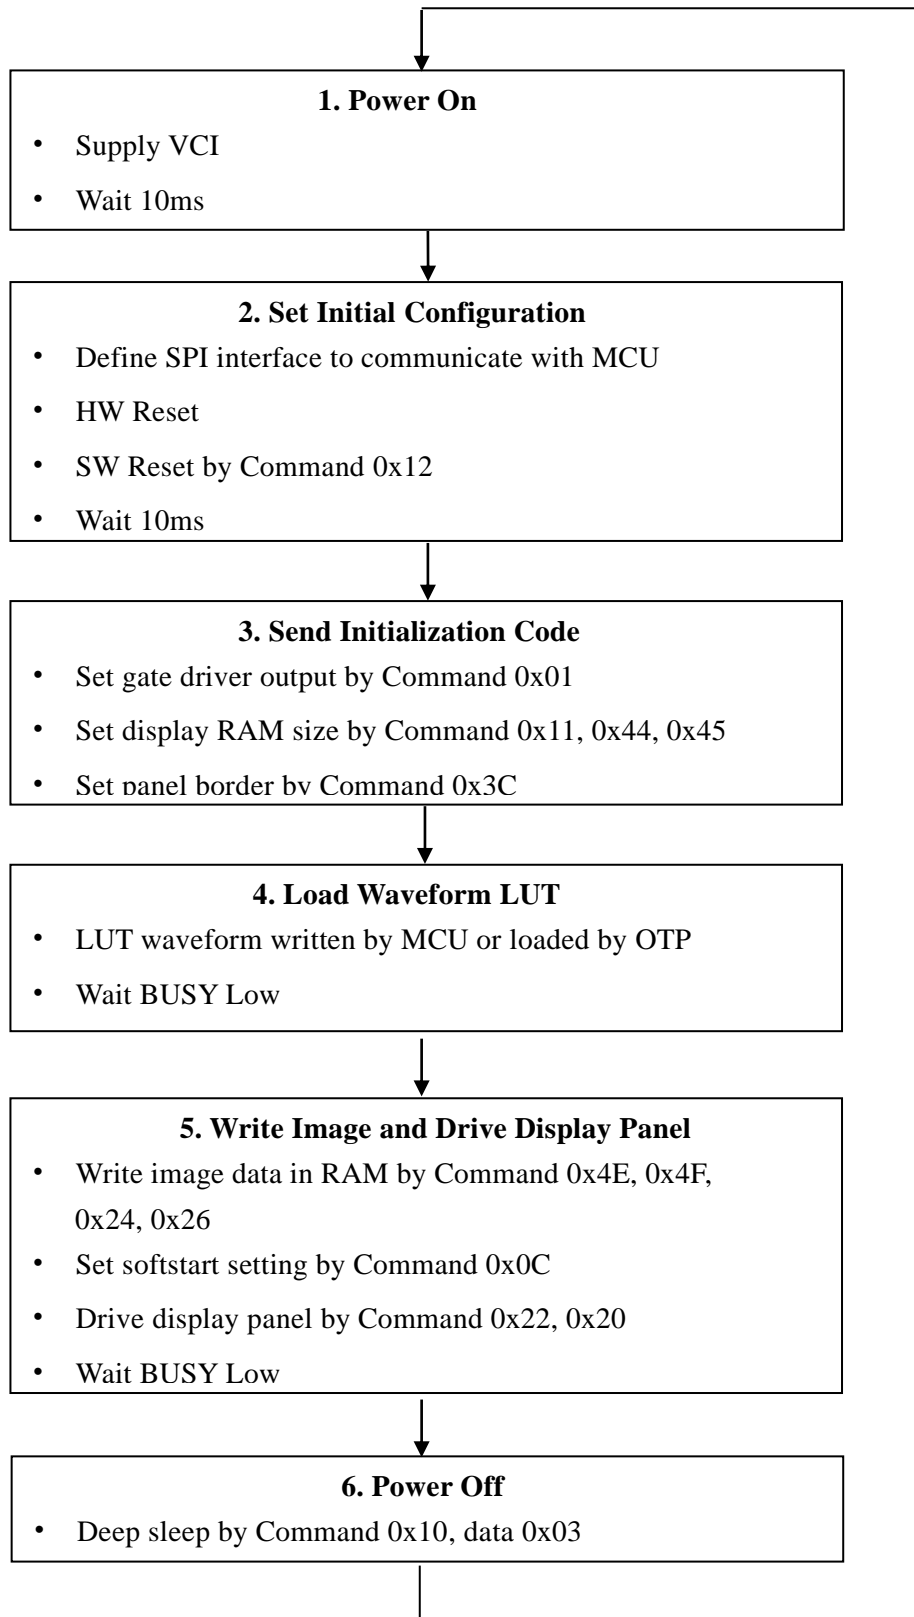 1. Power On
• Supply VCI
• Wait 10ms
2. Set Initial Configuration
• Define SPI interface to communicate with MCU
• HW Reset
• SW Reset by Command 0x12
• Wait 10ms
3. Send Initialization Code
• Set gate driver output by Command 0x01
• Set display RAM size by Command 0x11, 0x44, 0x45
• Set panel border by Command 0x3C
4. Load Waveform LUT
• LUT waveform written by MCU or loaded by OTP
• Wait BUSY Low
5. Write Image and Drive Display Panel
• Write image data in RAM by Command 0x4E, 0x4F,
0x24, 0x26
• Set softstart setting by Command 0x0C
• Drive display panel by Command 0x22, 0x20
• Wait BUSY Low
6. Power Off
• Deep sleep by Command 0x10, data 0x03